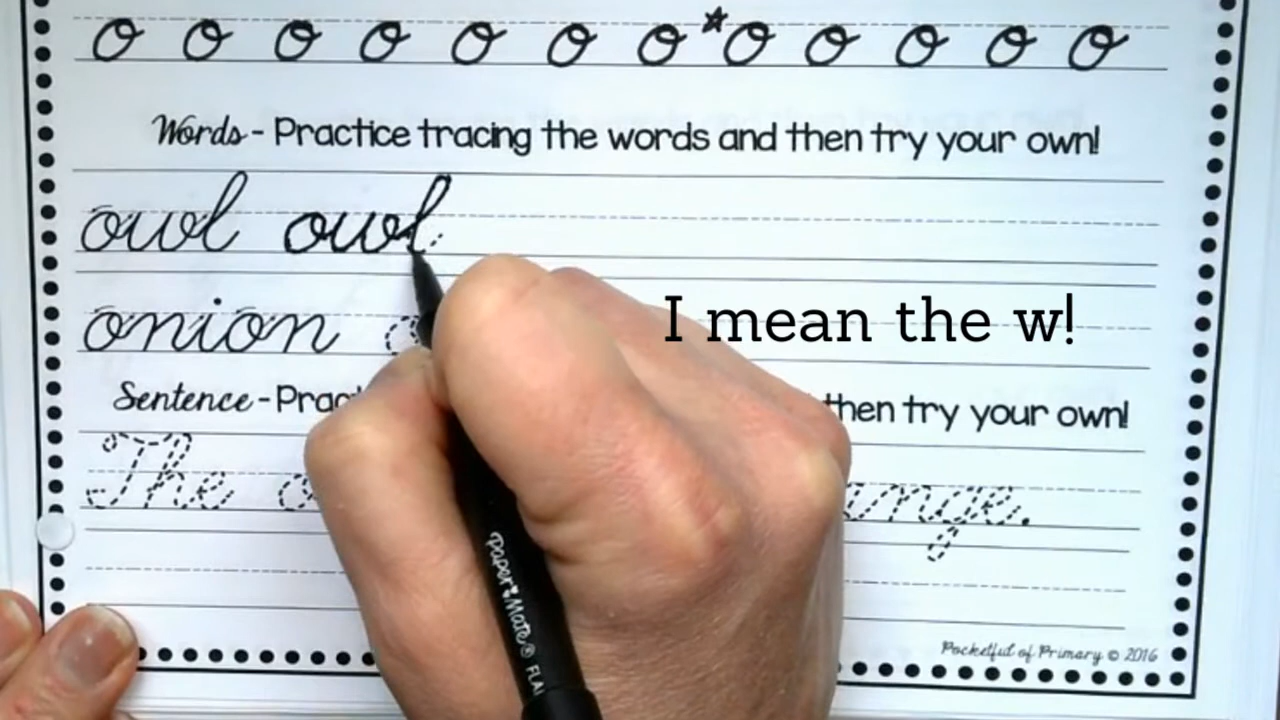 o o o o o o o * o o o o o
Words - Practice tracing the words and then try your own!
owl owl
onion
I mean the w!
Sentence - then try your own!
The
Paper Mate®
Pocketful of Primary © 2016